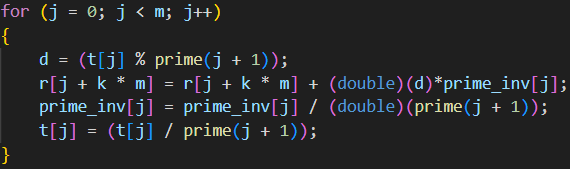 for (j = 0; j < m; j++)
{
    d = (t[j] % prime(j + 1));
    r[j + k * m] = r[j + k * m] + (double)(d)*prime_inv[j];
    prime_inv[j] = prime_inv[j] / (double)(prime(j + 1));
    t[j] = (t[j] / prime(j + 1));
}